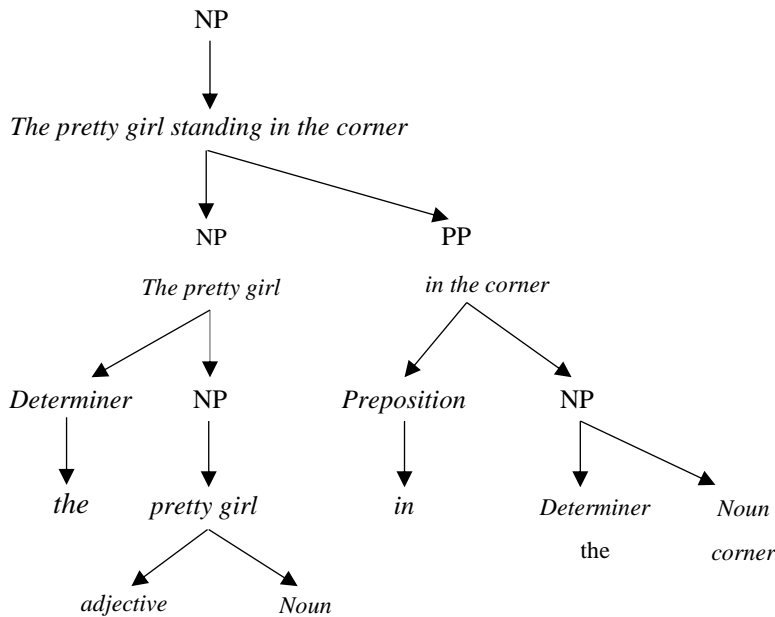 NP
The pretty girl standing in the corner
NP PP
The pretty girl in the corner
Determiner NP Preposition NP
the pretty girl in Determiner Noun
the corner
adjective Noun